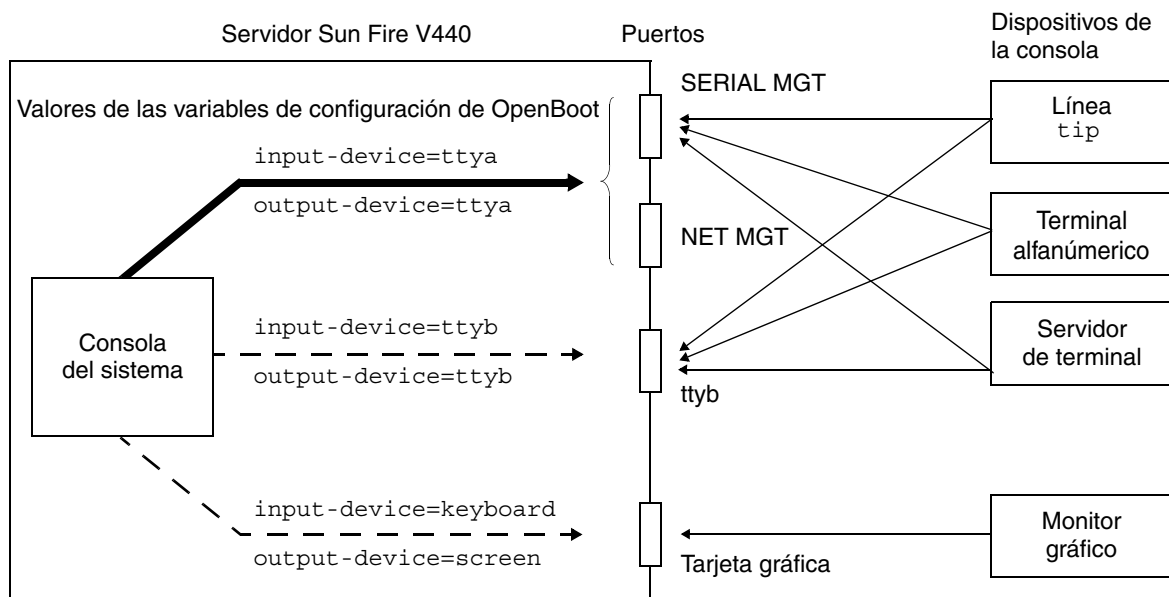 Servidor Sun Fire V440
Puertos
Dispositivos de
la consola
Valores de las variables de configuración de OpenBoot
SERIAL MGT
Línea
tip
input-device=ttya
output-device=ttya
NET MGT
Terminal
alfanúmerico
Consola
del sistema
input-device=ttyb
output-device=ttyb
Servidor
de terminal
ttyb
input-device=keyboard
output-device=screen
Tarjeta gráfica
Monitor
gráfico